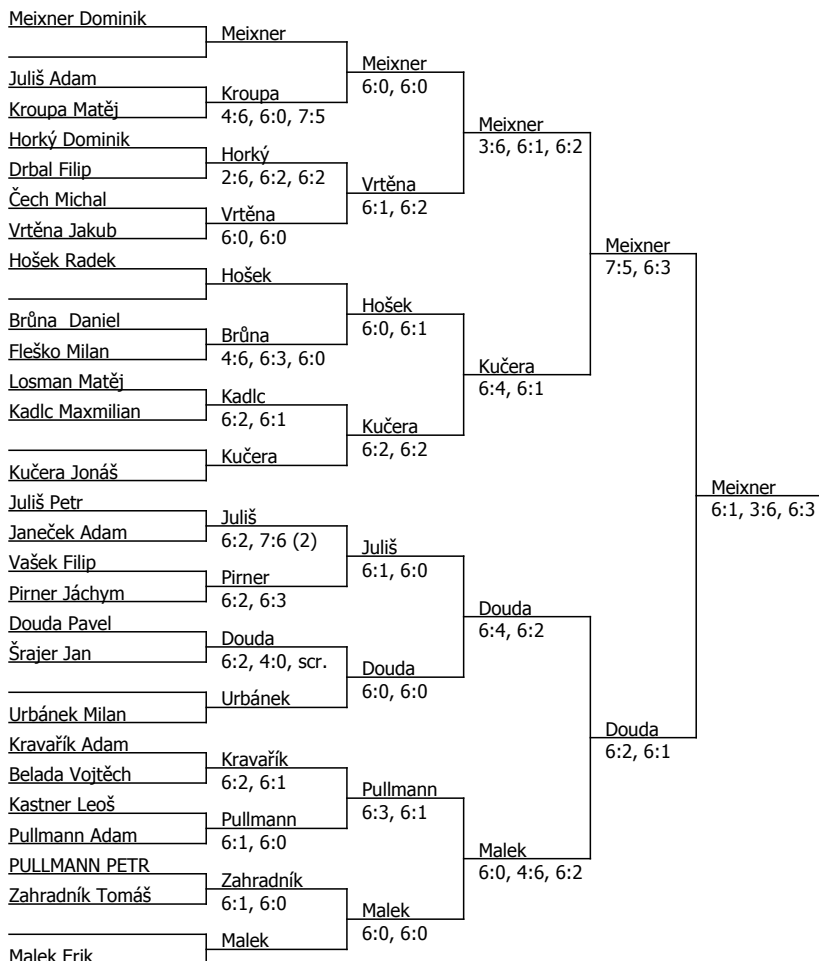 Meixner Dominik
Meixner
Meixner
6:0, 6:0
Juliš Adam
Kroupa
Kroupa Matěj
4:6, 6:0, 7:5
Meixner
3:6, 6:1, 6:2
Horký Dominik
Horký
Drbal Filip
2:6, 6:2, 6:2
Vrtěna
6:1, 6:2
Čech Michal
Vrtěna
Vrtěna Jakub
6:0, 6:0
Meixner
7:5, 6:3
Hošek Radek
Hošek
Hošek
6:0, 6:1
Brůna  Daniel
Brůna
Fleško Milan
4:6, 6:3, 6:0
Kučera
6:4, 6:1
Losman Matěj
Kadlc
Kadlc Maxmilian
6:2, 6:1
Kučera
6:2, 6:2
Kučera
Kučera Jonáš
Meixner
6:1, 3:6, 6:3
Juliš Petr
Juliš
Janeček Adam
6:2, 7:6 (2)
Juliš
6:1, 6:0
Vašek Filip
Pirner
Pirner Jáchym
6:2, 6:3
Douda
6:4, 6:2
Douda Pavel
Douda
Šrajer Jan
6:2, 4:0, scr.
Douda
6:0, 6:0
Urbánek
Urbánek Milan
Douda
6:2, 6:1
Kravařík Adam
Kravařík
Belada Vojtěch
6:2, 6:1
Pullmann
6:3, 6:1
Kastner Leoš
Pullmann
Pullmann Adam
6:1, 6:0
Malek
6:0, 4:6, 6:2
PULLMANN PETR
Zahradník
Zahradník Tomáš
6:1, 6:0
Malek
6:0, 6:0
Malek
Malek Erik